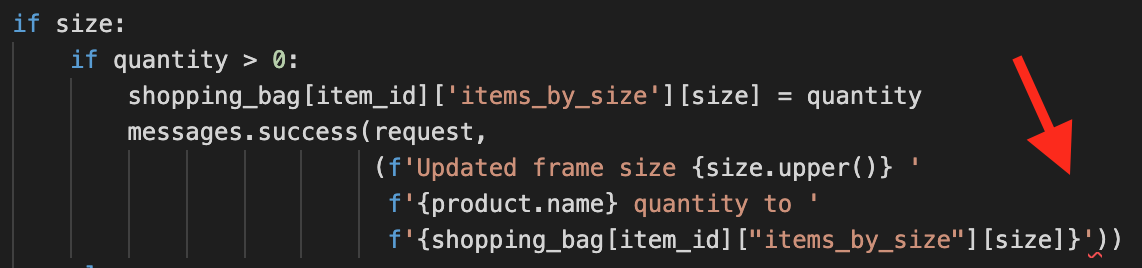 if size:
if quantity > 0:
shopping_bag[item_id]['items_by_size'][size] = quantity
messages.success(request,
(f'Updated frame size {size.upper()} '
f'{product.name} quantity to '
f'{shopping_bag[item_id]["items_by_size"][size]}'))